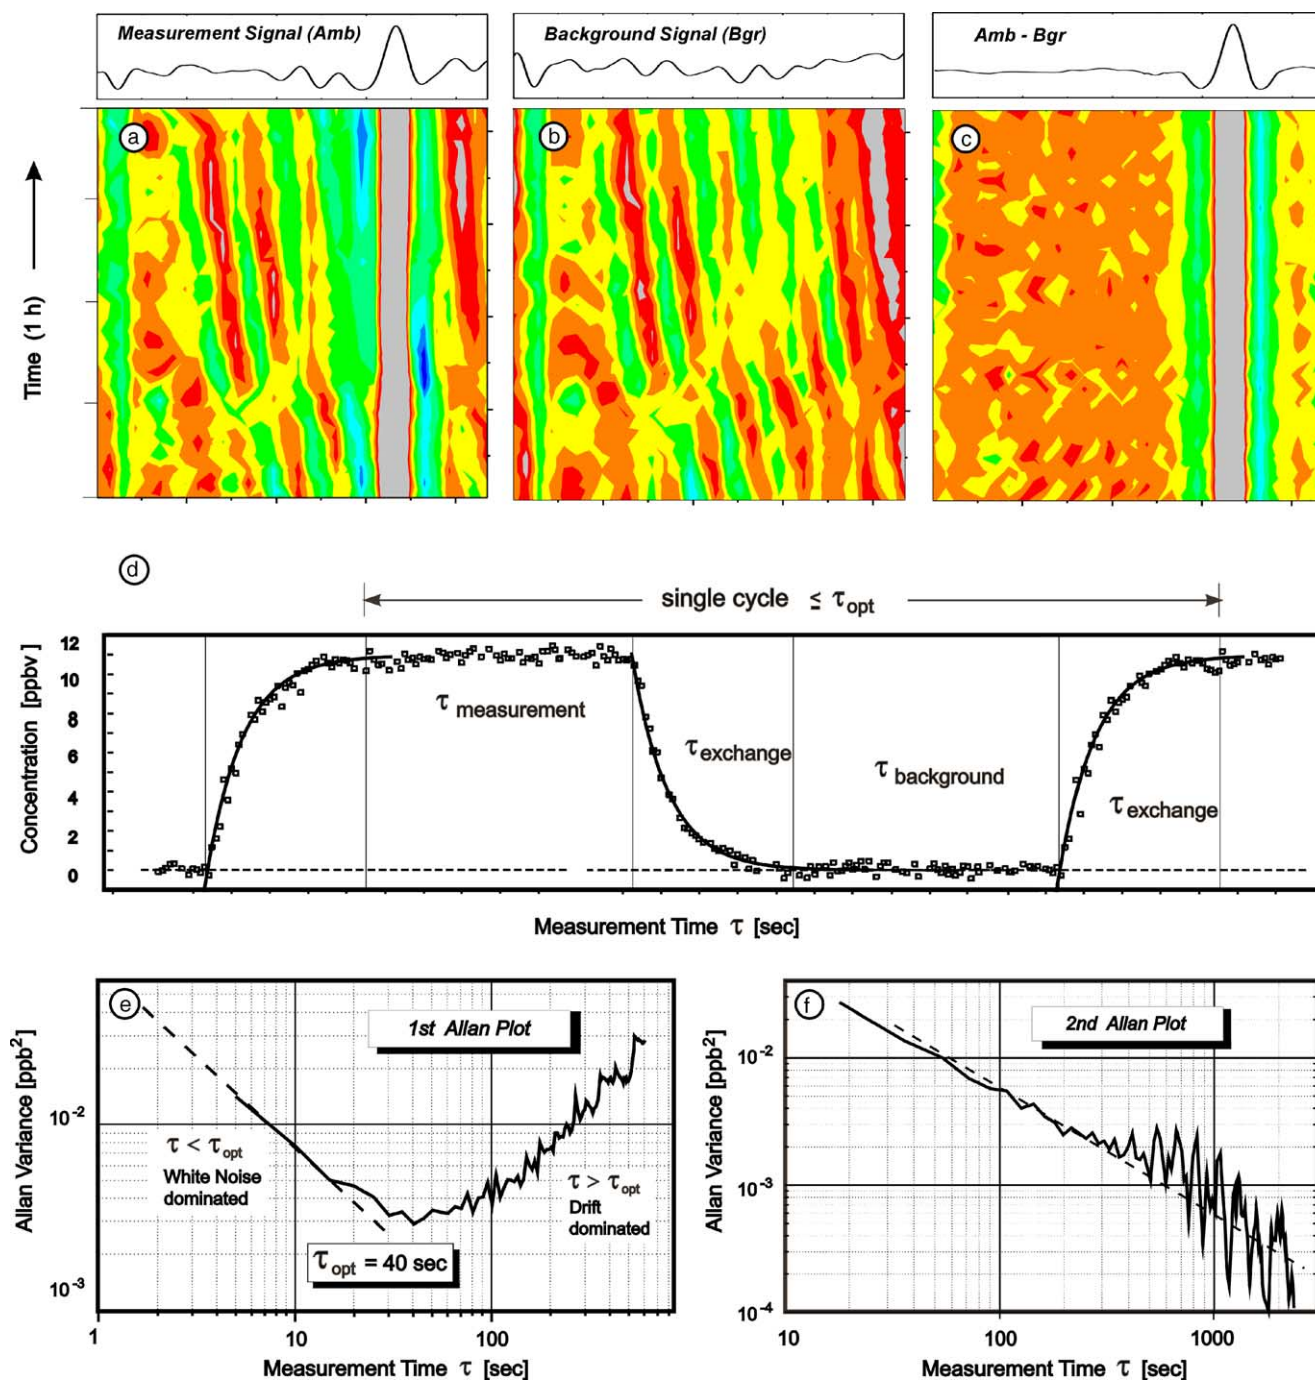 Measurement Signal (Amb)
Background Signal (Bgr)
Amb - Bgr
a
b
c
Time (1 h)
d
single cycle ≤ τopt
Concentration [ppbv]
12
10
8
6
4
2
0
τ measurement
τ exchange
τ background
τ exchange
Measurement Time τ [sec]
e
1st Allan Plot
Allan Variance [ppb²]
10⁻²
10⁻³
τ < τopt
White Noise
dominated
τ > τopt
Drift
dominated
τopt = 40 sec
1
10
100
Measurement Time τ [sec]
f
2nd Allan Plot
Allan Variance [ppb²]
10⁻²
10⁻³
10⁻⁴
10
100
1000
Measurement Time τ [sec]